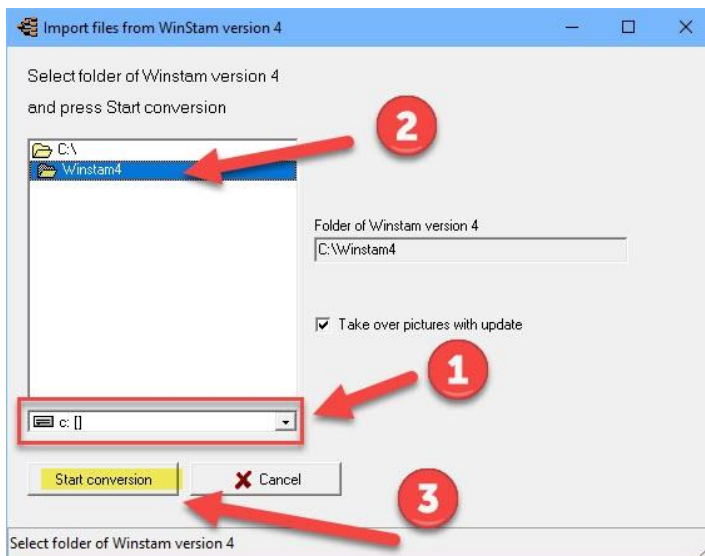 Import files from WinStam version 4
Select folder of Winstam version 4
and press Start conversion
2
C:\
Winstam4
Folder of Winstam version 4
C:\Winstam4
Take over pictures with update
1
c: []
Start conversion
Cancel
3
Select folder of Winstam version 4